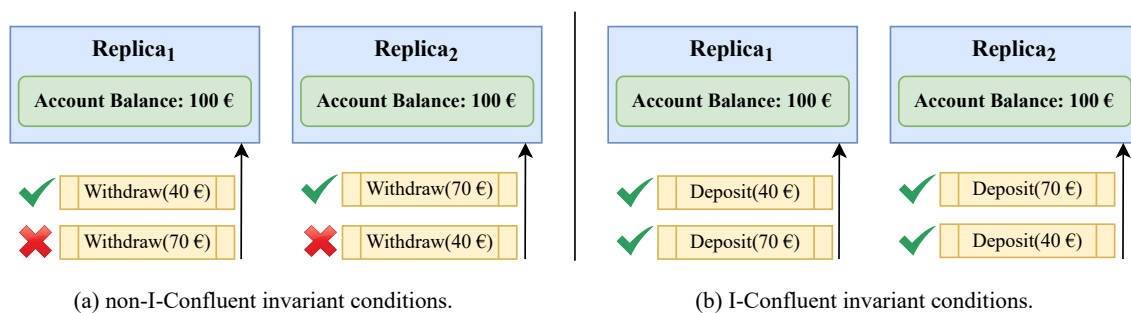 Replica1
Account Balance: 100 €
Withdraw(40 €)
Withdraw(70 €)
Replica2
Account Balance: 100 €
Withdraw(70 €)
Withdraw(40 €)
(a) non-I-Confluent invariant conditions.
Replica1
Account Balance: 100 €
Deposit(40 €)
Deposit(70 €)
Replica2
Account Balance: 100 €
Deposit(70 €)
Deposit(40 €)
(b) I-Confluent invariant conditions.